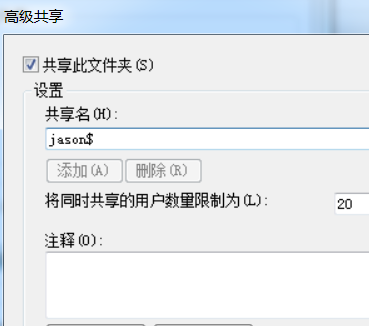 高级共享
共享此文件夹(S)
设置
共享名(H):
jason$
添加(A) 删除(R)
将同时共享的用户数量限制为(L): 20
注释(O):